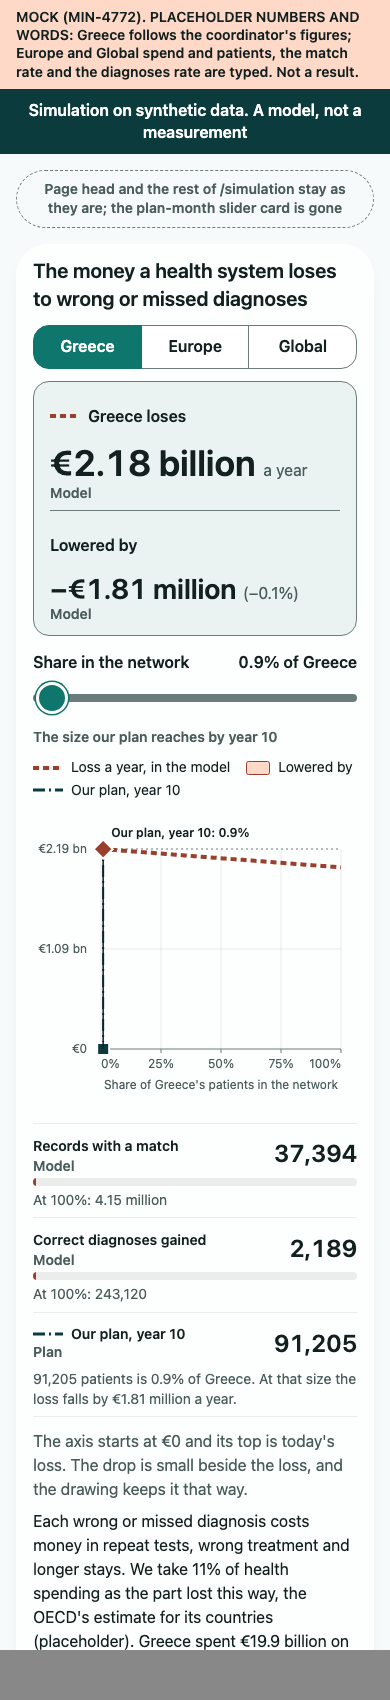 MOCK (MIN-4772). PLACEHOLDER NUMBERS AND
WORDS: Greece follows the coordinator's figures;
Europe and Global spend and patients, the match
rate and the diagnoses rate are typed. Not a result.
Simulation on synthetic data. A model, not a
measurement
Page head and the rest of /simulation stay as
they are; the plan-month slider card is gone
The money a health system loses
to wrong or missed diagnoses
Greece Europe Global
Greece loses
€2.18 billion a year
Model
Lowered by
−€1.81 million (−0.1%)
Model
Share in the network 0.9% of Greece
The size our plan reaches by year 10
Loss a year, in the model Lowered by
Our plan, year 10
Our plan, year 10: 0.9%
€2.19 bn
€1.09 bn
€0
0% 25% 50% 75% 100%
Share of Greece's patients in the network
Records with a match 37,394
Model
At 100%: 4.15 million
Correct diagnoses gained 2,189
Model
At 100%: 243,120
Our plan, year 10 91,205
Plan
91,205 patients is 0.9% of Greece. At that size the
loss falls by €1.81 million a year.
The axis starts at €0 and its top is today's
loss. The drop is small beside the loss, and
the drawing keeps it that way.
Each wrong or missed diagnosis costs
money in repeat tests, wrong treatment and
longer stays. We take 11% of health
spending as the part lost this way, the
OECD's estimate for its countries
(placeholder). Greece spent €19.9 billion on